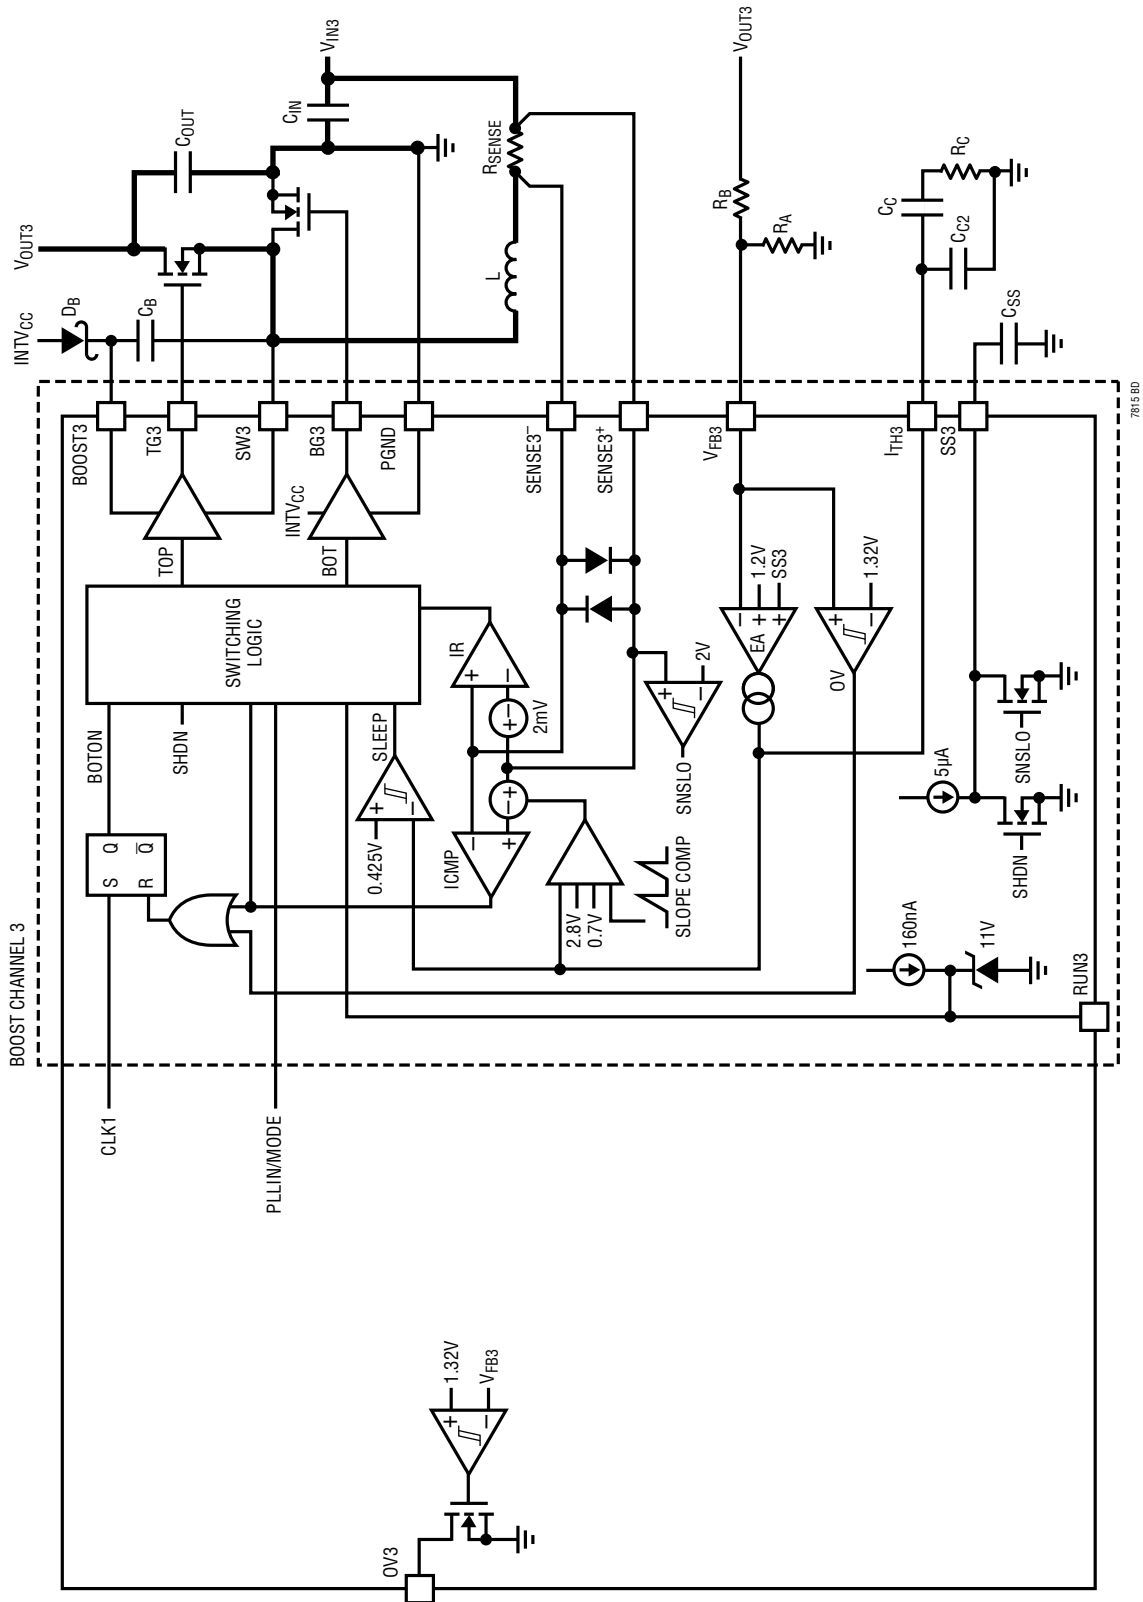 BOOST CHANNEL 3
INTVCC
VOUT3
DB
CB
COUT
CIN
VIN3
BOOST3
TG3
SW3
BG3
PGND
INTVCC
TOP
BOT
SWITCHING
LOGIC
BOTON
SHDN
SLEEP
S Q
R Q̅
CLK1
PLLIN/MODE
L
RSENSE
SENSE3–
SENSE3+
IR
+
–
– +
2mV
ICMP
–
+
– +
0.425V
+
–
2.8V
0.7V
SLOPE COMP
SNSLO
+
–
2V
VOUT3
RB
RA
VFB3
–
EA +
+
1.2V
SS3
OV
+
–
1.32V
ITH3
CC
RC
CC2
SS3
CSS
5µA
SHDN
SNSLO
160nA
11V
RUN3
OV3
+
–
1.32V
VFB3
7815 BD